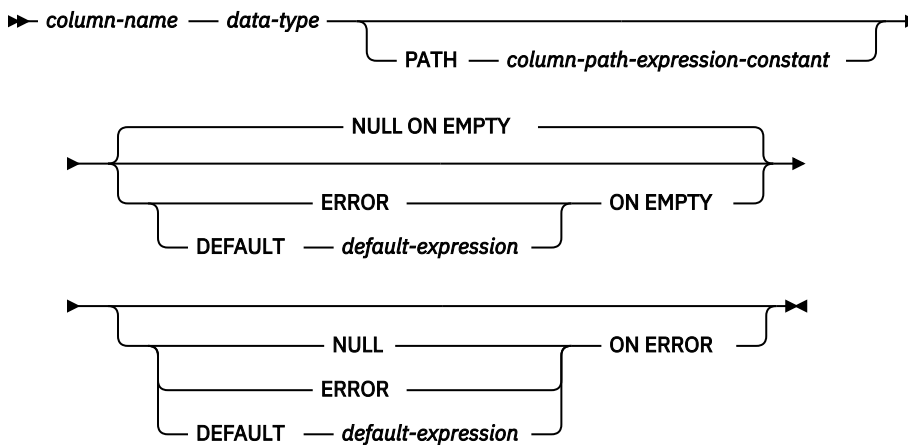 column-name data-type
PATH column-path-expression-constant
NULL ON EMPTY
ERROR ON EMPTY
DEFAULT default-expression
NULL ON ERROR
ERROR
DEFAULT default-expression